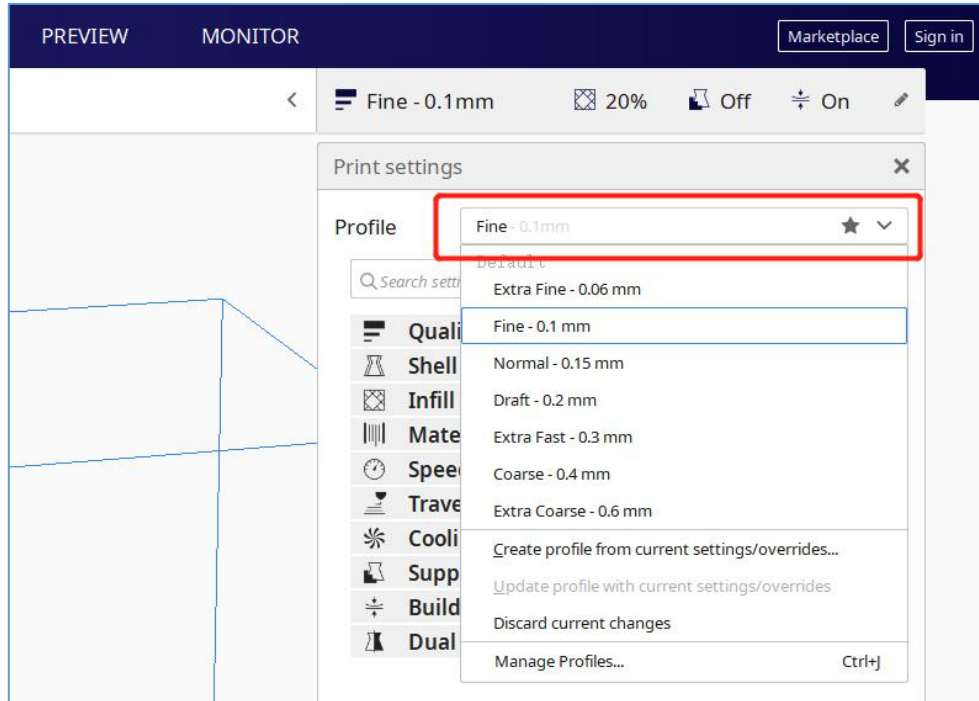 PREVIEW MONITOR Marketplace Sign in
Fine - 0.1mm 20% Off On
Print settings
Profile Fine - 0.1mm
Default
Search setti
Extra Fine - 0.06 mm
Quali Fine - 0.1 mm
Shell Normal - 0.15 mm
Infill Draft - 0.2 mm
Mate Extra Fast - 0.3 mm
Spee Coarse - 0.4 mm
Trave Extra Coarse - 0.6 mm
Cooli Create profile from current settings/overrides...
Supp Update profile with current settings/overrides
Build Discard current changes
Dual Manage Profiles... Ctrl+J